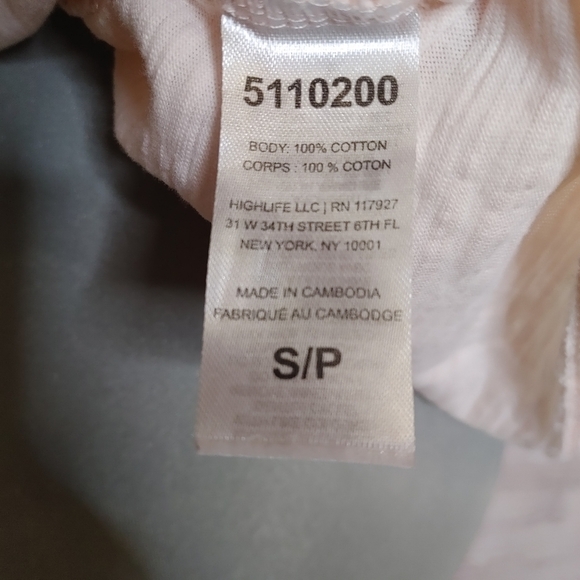 5110200
BODY: 100% COTTON
CORPS : 100 % COTON
HIGHLIFE LLC | RN 117927
31 W 34TH STREET 6TH FL
NEW YORK, NY 10001
MADE IN CAMBODIA
FABRIQUÉ AU CAMBODGE
S/P